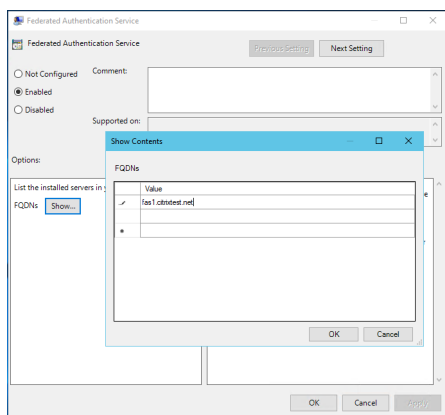 Federated Authentication Service
Federated Authentication Service
Previous Setting
Next Setting
Not Configured
Comment:
Enabled
Disabled
Supported on:
Options:
Show Contents
FQDNs
Value
fas1.citrixtest.net
OK
Cancel
List the installed servers in
FQDNs
Show...
OK
Cancel
Apply